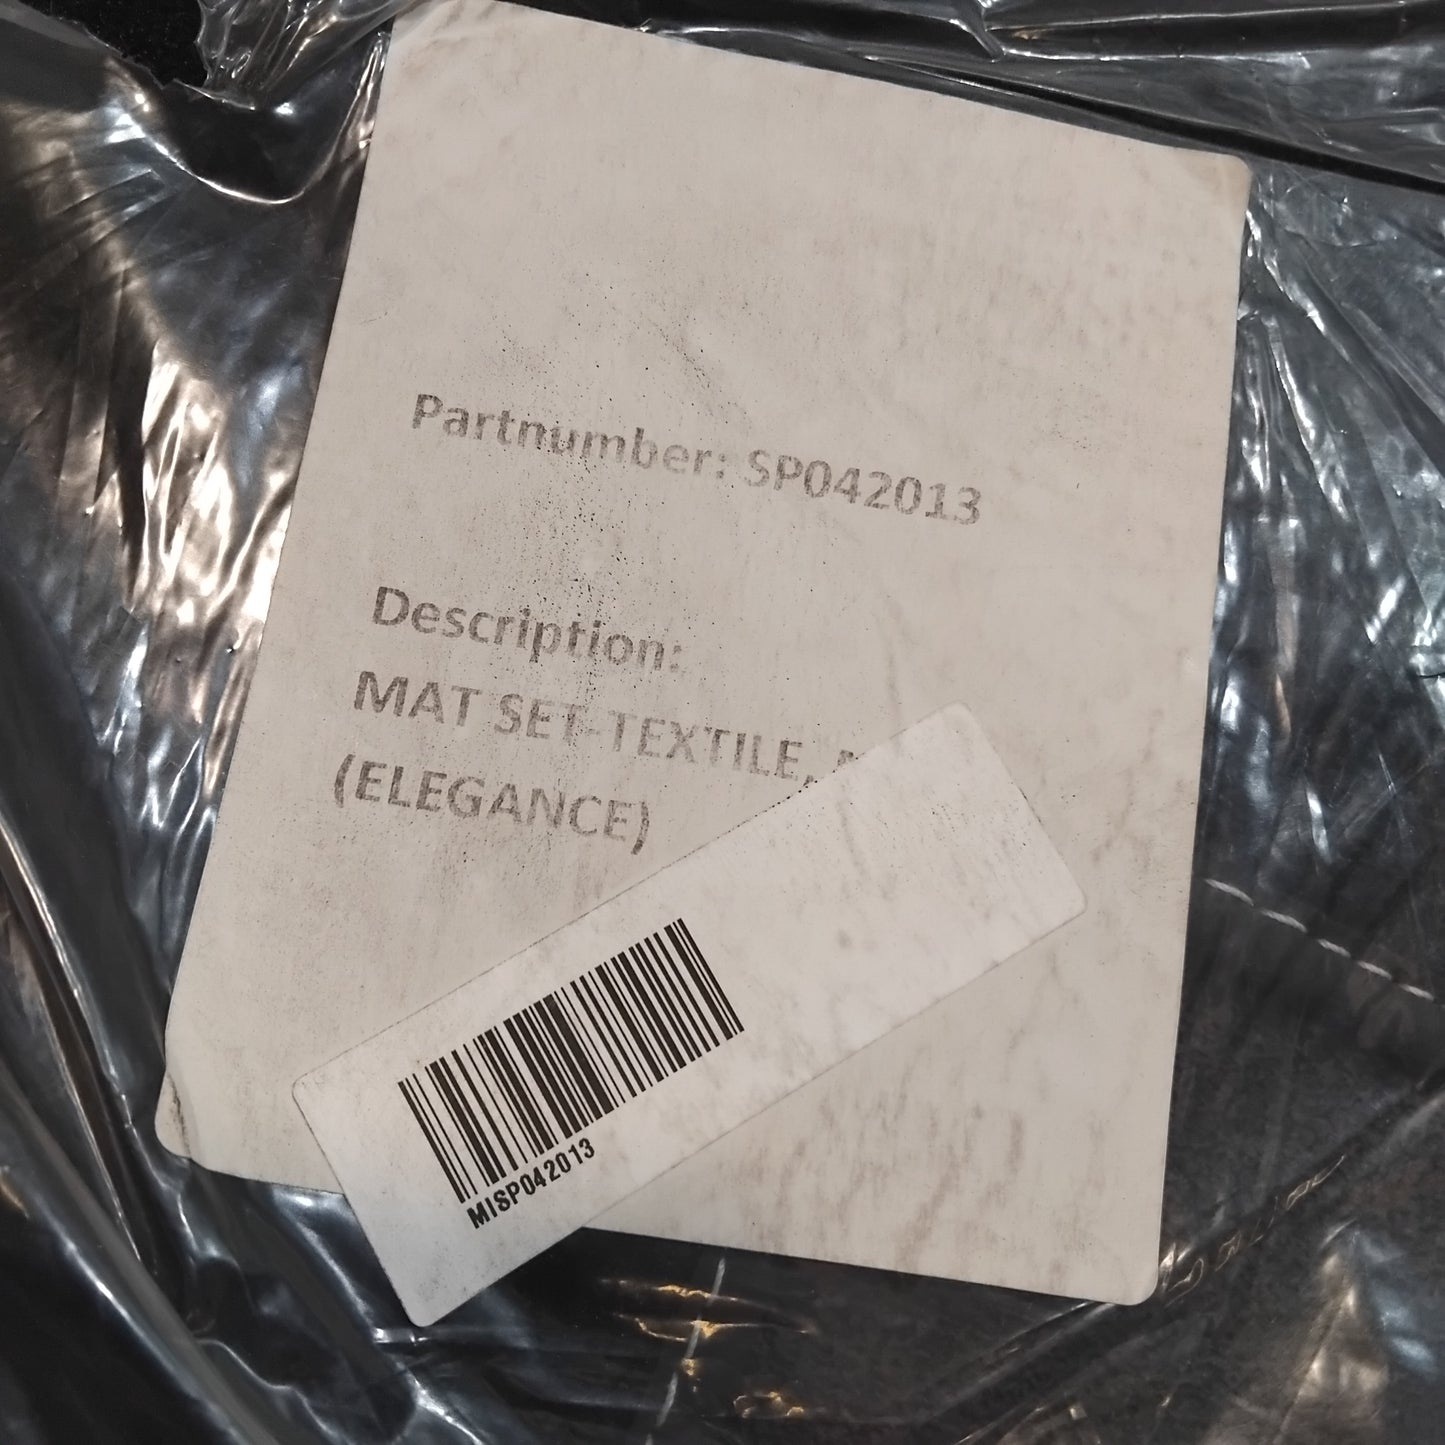 Partnumber: SP042013
Description:
MAT SET-TEXTILE,
(ELEGANCE)
MISP042013